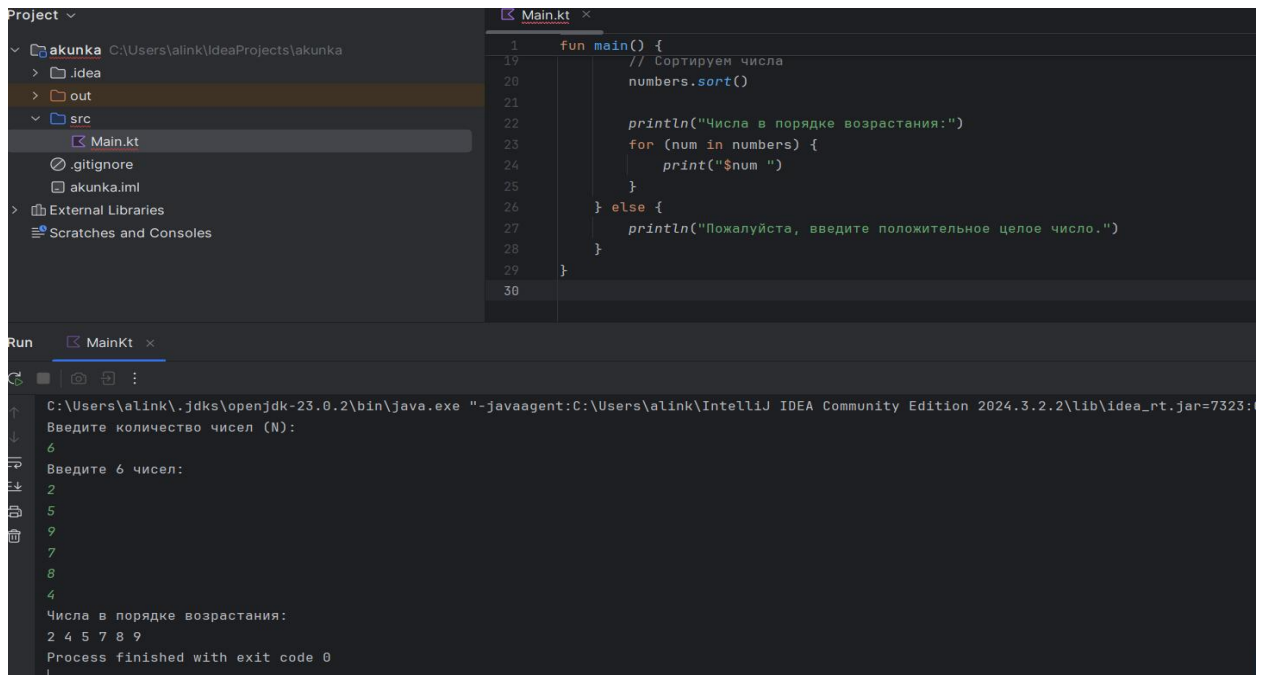 Project
akunka C:\Users\alink\IdeaProjects\akunka
.idea
out
src
Main.kt
.gitignore
akunka.iml
External Libraries
Scratches and Consoles
Main.kt
1 fun main() {
19 // Сортируем числа
20 numbers.sort()
21
22 println("Числа в порядке возрастания:")
23 for (num in numbers) {
24 print("$num ")
25 }
26 } else {
27 println("Пожалуйста, введите положительное целое число.")
28 }
29 }
30
Run MainKt
C:\Users\alink\.jdks\openjdk-23.0.2\bin\java.exe "-javaagent:C:\Users\alink\IntelliJ IDEA Community Edition 2024.3.2.2\lib\idea_rt.jar=7323:
Введите количество чисел (N):
6
Введите 6 чисел:
2
5
9
7
8
4
Числа в порядке возрастания:
2 4 5 7 8 9
Process finished with exit code 0